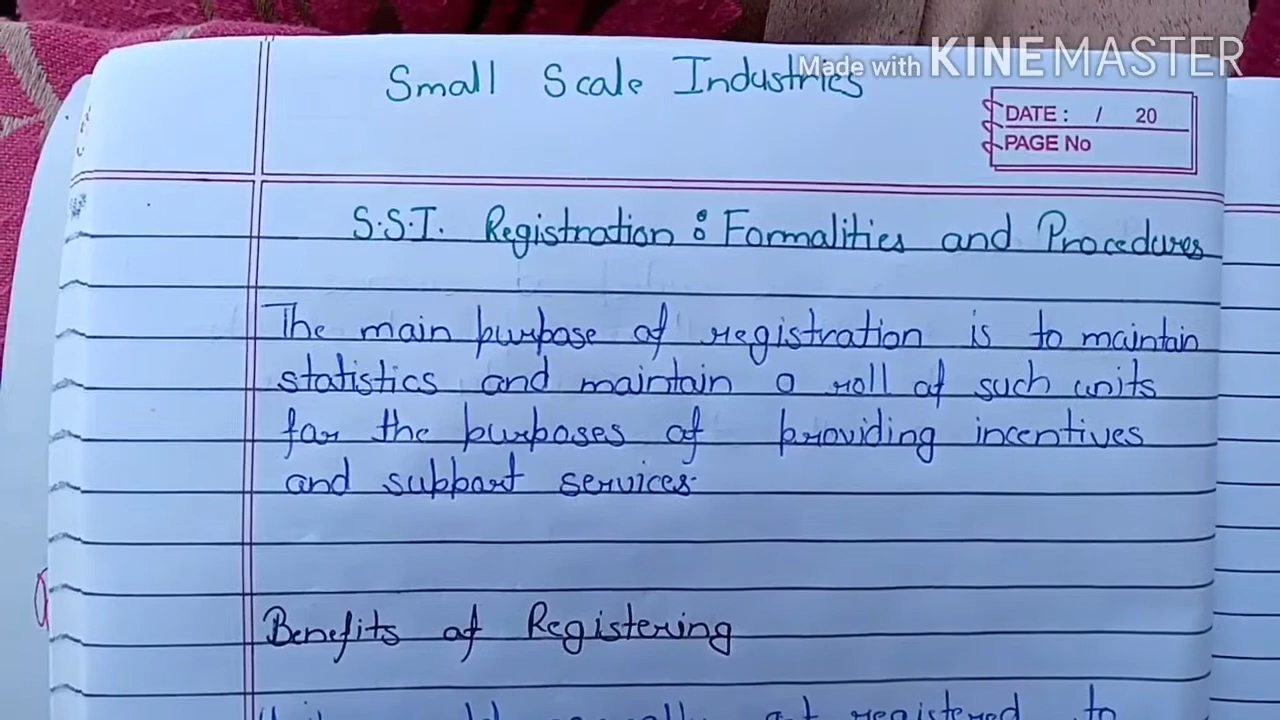 Small Scale Industries
Made with KINEMASTER
DATE : / 20
PAGE No
S.S.I. Registration : Formalities and Procedures
The main purpose of registration is to maintain
statistics and maintain a roll of such units
for the purposes of providing incentives
and support services.
Benefits of Registering
registered to